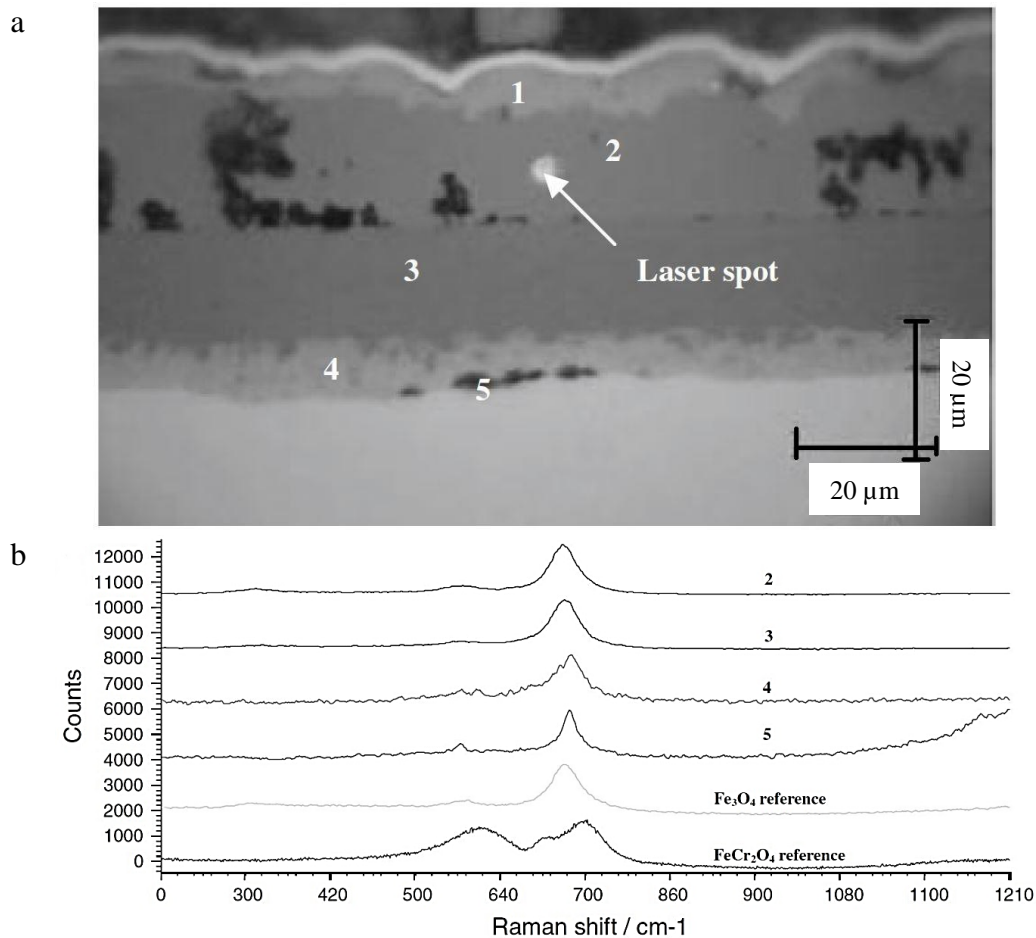 a
1
2
3
Laser spot
4
5
20 µm
20 µm
b
12000
11000
10000
9000
8000
7000
6000
5000
4000
3000
2000
1000
0
Counts
2
3
4
5
Fe₃O₄ reference
FeCr₂O₄ reference
0 300 420 500 640 700 860 900 1080 1100 1210
Raman shift / cm-1